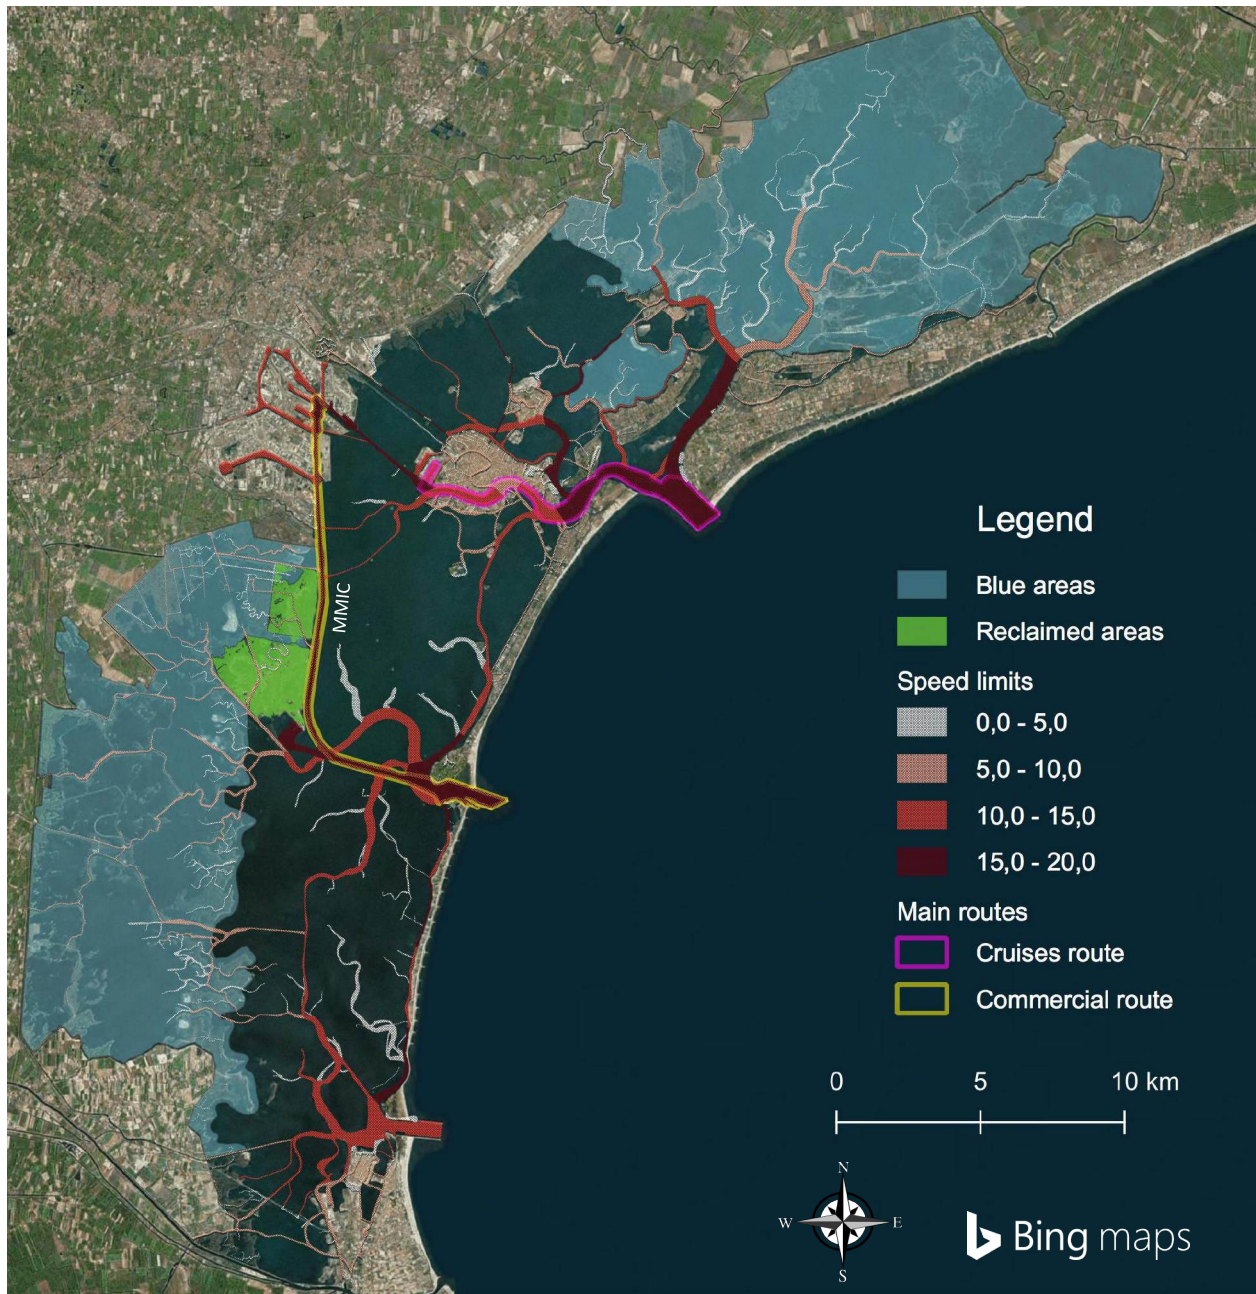 MMIC
Legend
Blue areas
Reclaimed areas
Speed limits
0,0 - 5,0
5,0 - 10,0
10,0 - 15,0
15,0 - 20,0
Main routes
Cruises route
Commercial route
0 5 10 km
N
W E
S
Bing maps